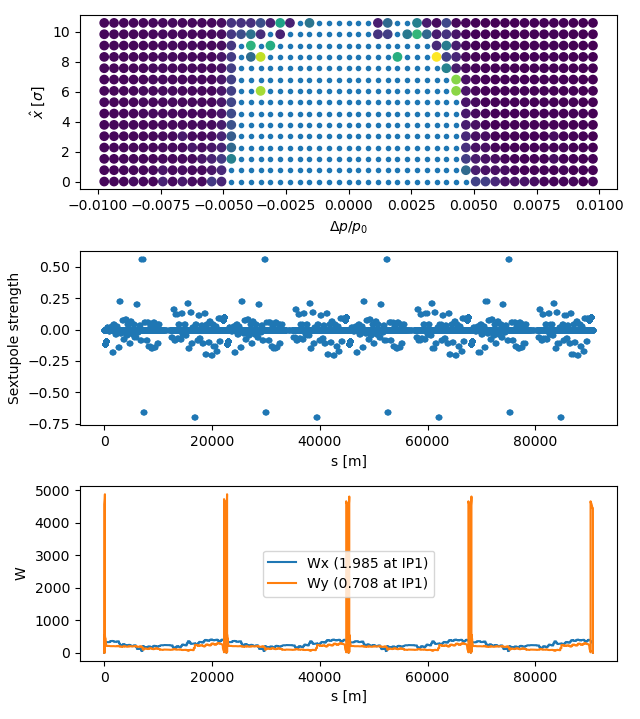 10
8
6
4
2
0
x̂ [σ]
−0.0100 −0.0075 −0.0050 −0.0025 0.0000 0.0025 0.0050 0.0075 0.0100
Δp/p₀
0.50
0.25
0.00
−0.25
−0.50
−0.75
Sextupole strength
0 20000 40000 60000 80000
s [m]
5000
4000
3000
2000
1000
0
W
Wx (1.985 at IP1)
Wy (0.708 at IP1)
0 20000 40000 60000 80000
s [m]